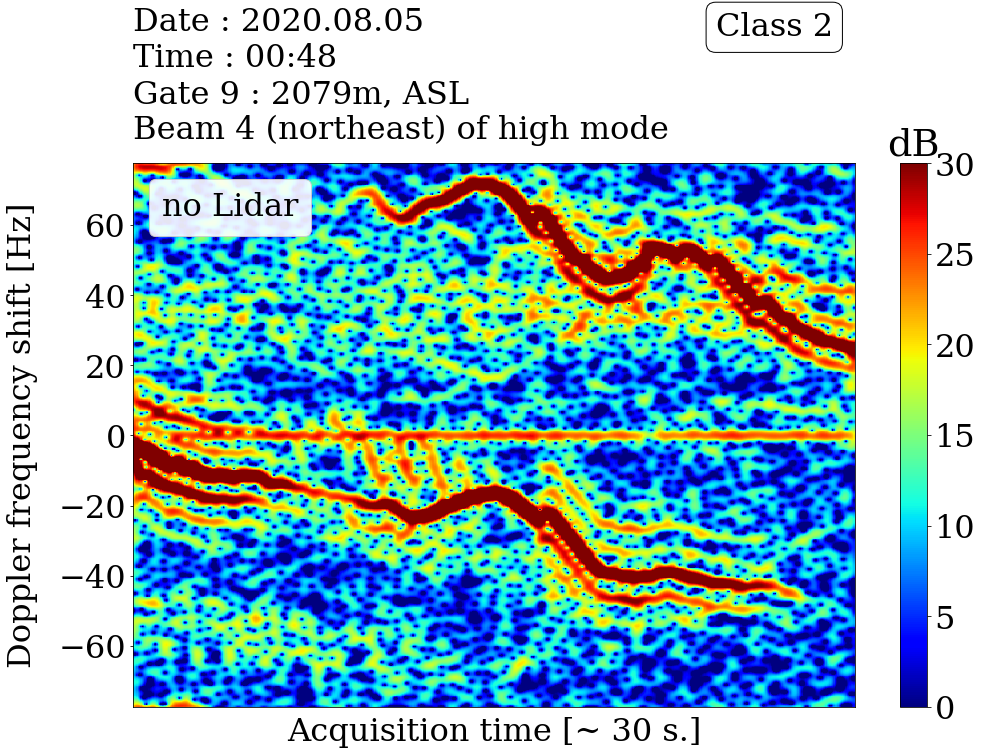 Date : 2020.08.05
Time : 00:48
Gate 9 : 2079m, ASL
Beam 4 (northeast) of high mode
Class 2
dB
no Lidar
Doppler frequency shift [Hz]
60
40
20
0
−20
−40
−60
30
25
20
15
10
5
0
Acquisition time [~ 30 s.]